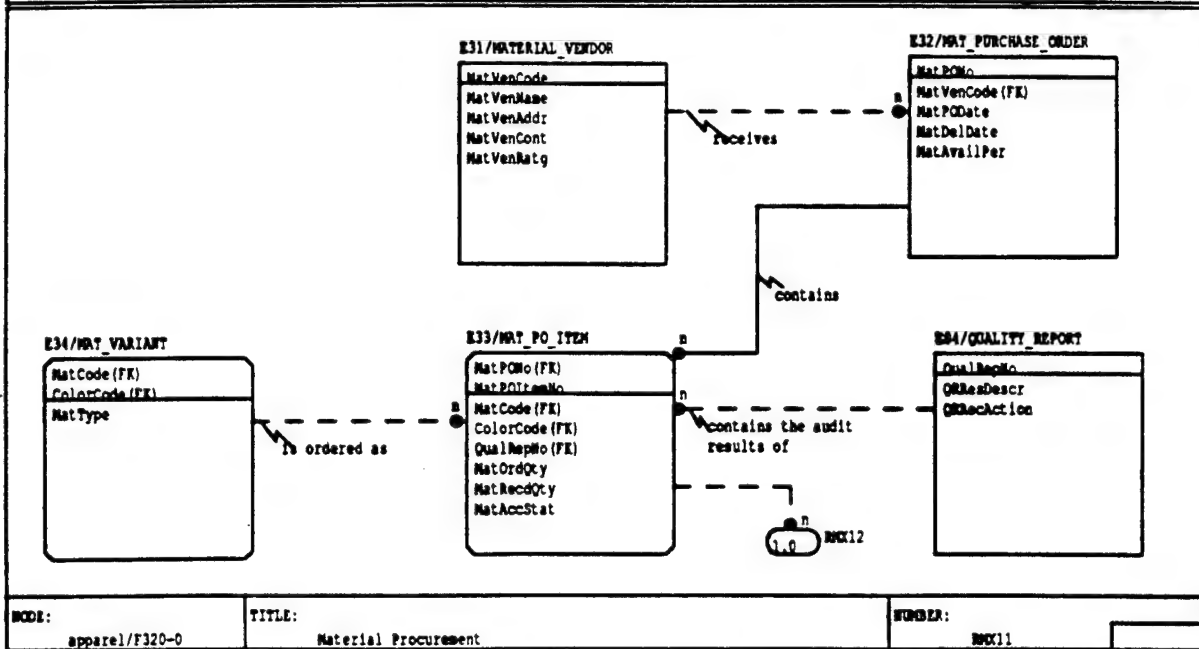 E31/MATERIAL_VENDOR
MatVenCode
MatVenName
MatVenAddr
MatVenCont
MatVenRatg
E32/MAT_PURCHASE_ORDER
MatPONo
MatVenCode(FK)
MatPODate
MatDelDate
MatAvailPer
n
receives
contains
E34/MAT_VARIANT
MatCode(FK)
ColorCode(FK)
MatType
n
is ordered as
E33/MAT_PO_ITEM
MatPONo(FK)
MatPOItemNo
MatCode(FK)
ColorCode(FK)
QualRepNo(FK)
MatOrdQty
MatRecdQty
MatAccStat
n
n
contains the audit
results of
E84/QUALITY_REPORT
QualRepNo
QRResDescr
QRRecAction
n
1.0
RMX12
NODE:
apparel/F320-0
TITLE:
Material Procurement
NUMBER:
RMX11